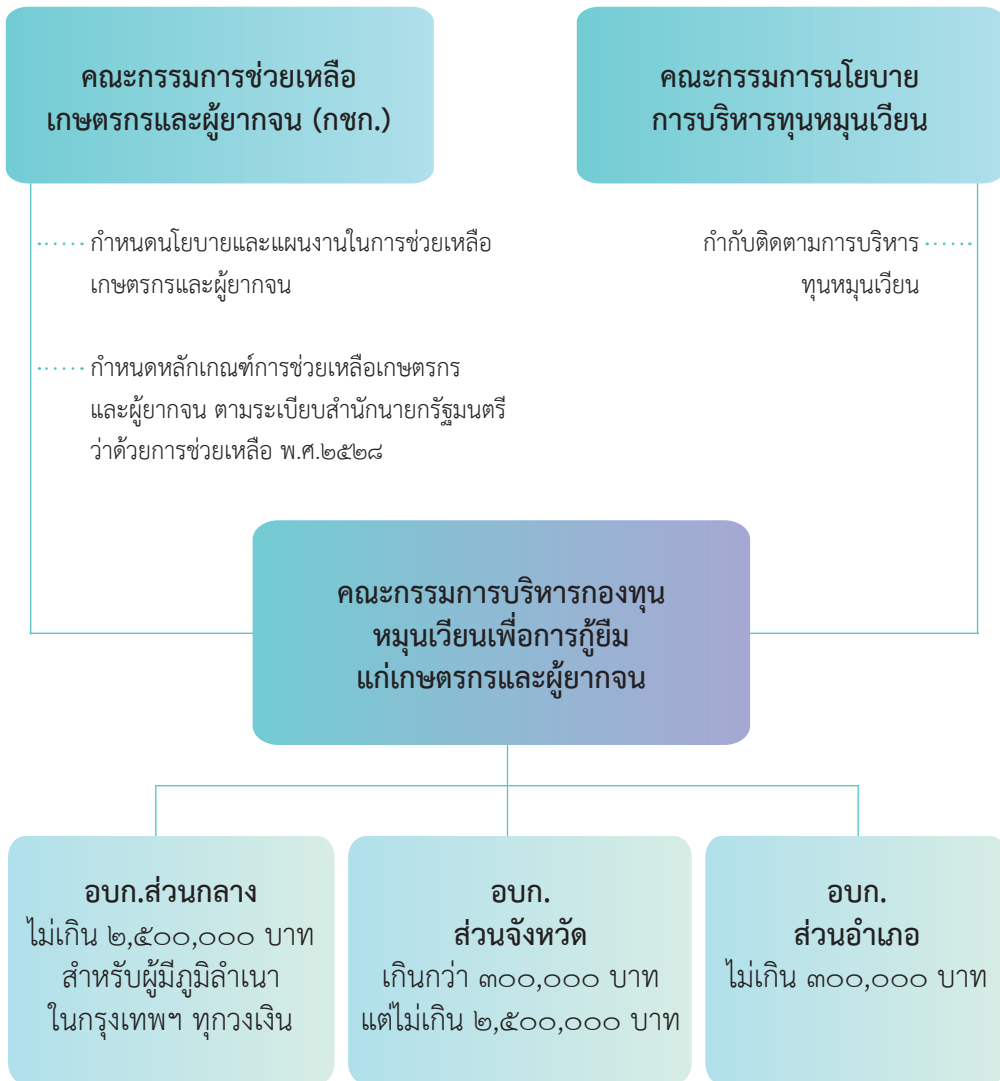 คณะกรรมการช่วยเหลือ
เกษตรกรและผู้ยากจน (กชก.)
คณะกรรมการนโยบาย
การบริหารทุนหมุนเวียน
กำหนดนโยบายและแผนงานในการช่วยเหลือ
เกษตรกรและผู้ยากจน
กำหนดหลักเกณฑ์การช่วยเหลือเกษตรกร
และผู้ยากจน ตามระเบียบสำนักนายกรัฐมนตรี
ว่าด้วยการช่วยเหลือ พ.ศ.๒๕๒๘
กำกับติดตามการบริหาร
ทุนหมุนเวียน
คณะกรรมการบริหารกองทุน
หมุนเวียนเพื่อการกู้ยืม
แก่เกษตรกรและผู้ยากจน
อบก.ส่วนกลาง
ไม่เกิน ๒,๕๐๐,๐๐๐ บาท
สำหรับผู้มีภูมิลำเนา
ในกรุงเทพฯ ทุกวงเงิน
อบก.
ส่วนจังหวัด
เกินกว่า ๓๐๐,๐๐๐ บาท
แต่ไม่เกิน ๒,๕๐๐,๐๐๐ บาท
อบก.
ส่วนอำเภอ
ไม่เกิน ๓๐๐,๐๐๐ บาท